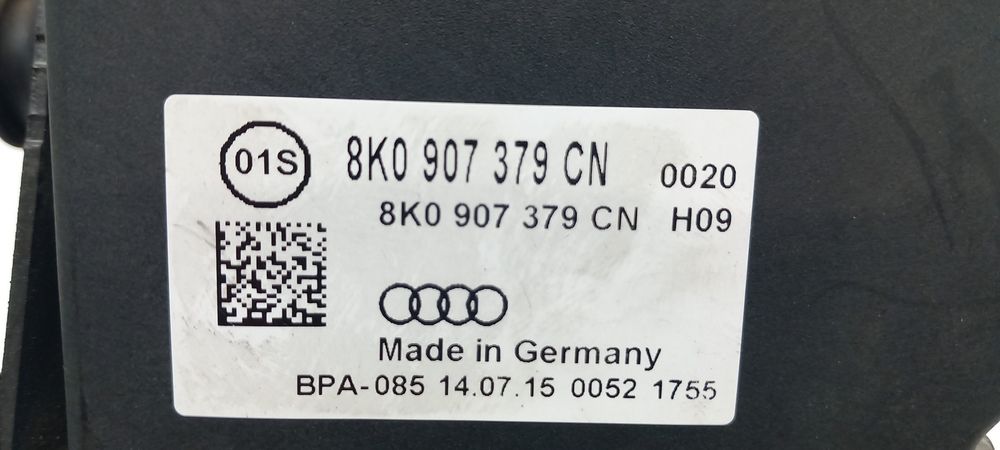 01S 8K0 907 379 CN 0020
8K0 907 379 CN H09
Made in Germany
BPA-085 14.07.15 0052 1755